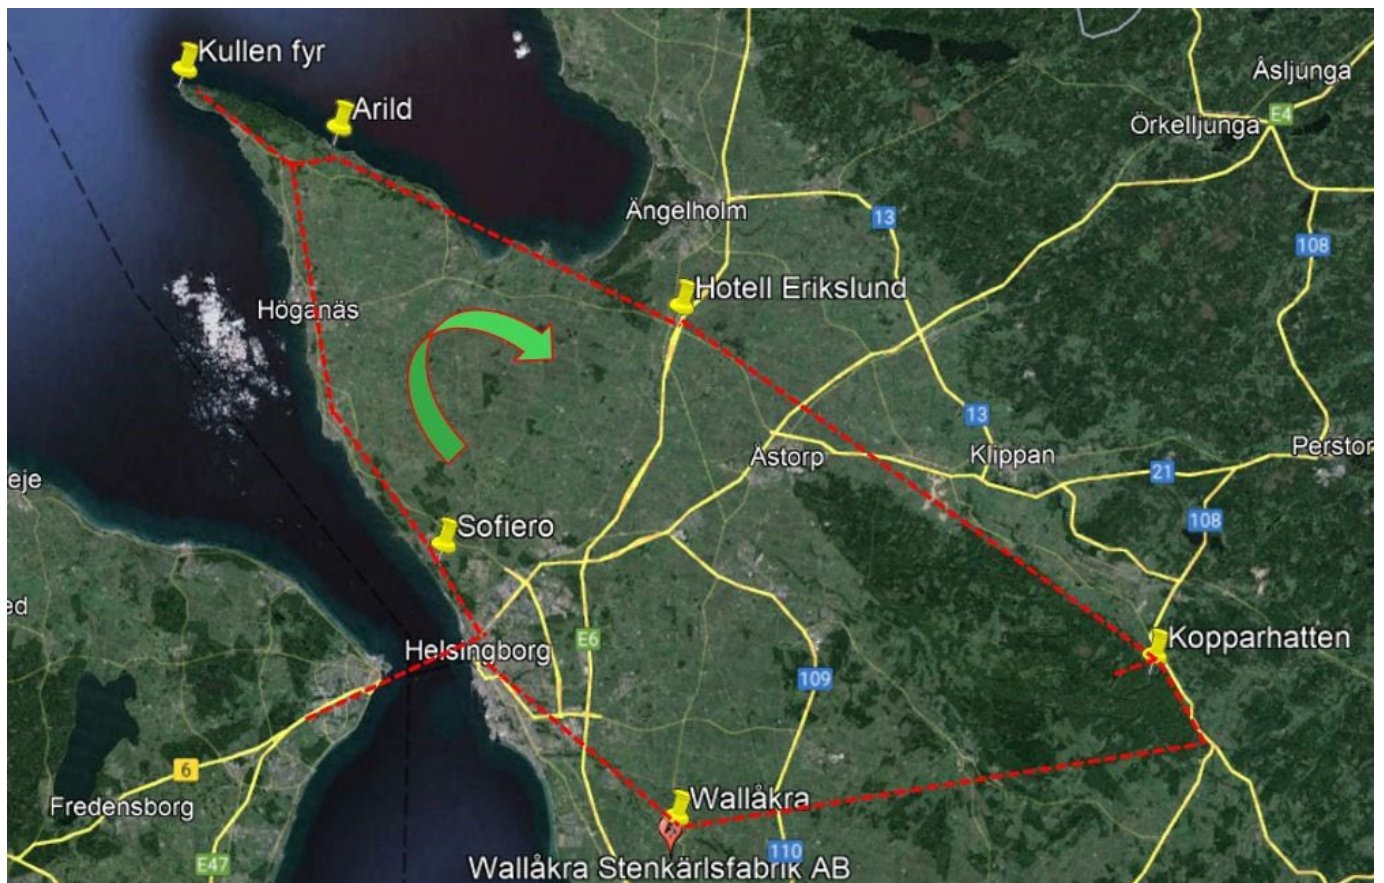 Kullen fyr
Åsljunga
Arild
E4
Örkelljunga
Ängelholm
13
108
Hotell Erikslund
Höganäs
13
Perstor
Åstorp
Klippan
21
eje
108
Sofiero
ed
Kopparhatten
E6
Helsingborg
109
6
Wallåkra
Fredensborg
110
E47
Wallåkra Stenkärlsfabrik AB